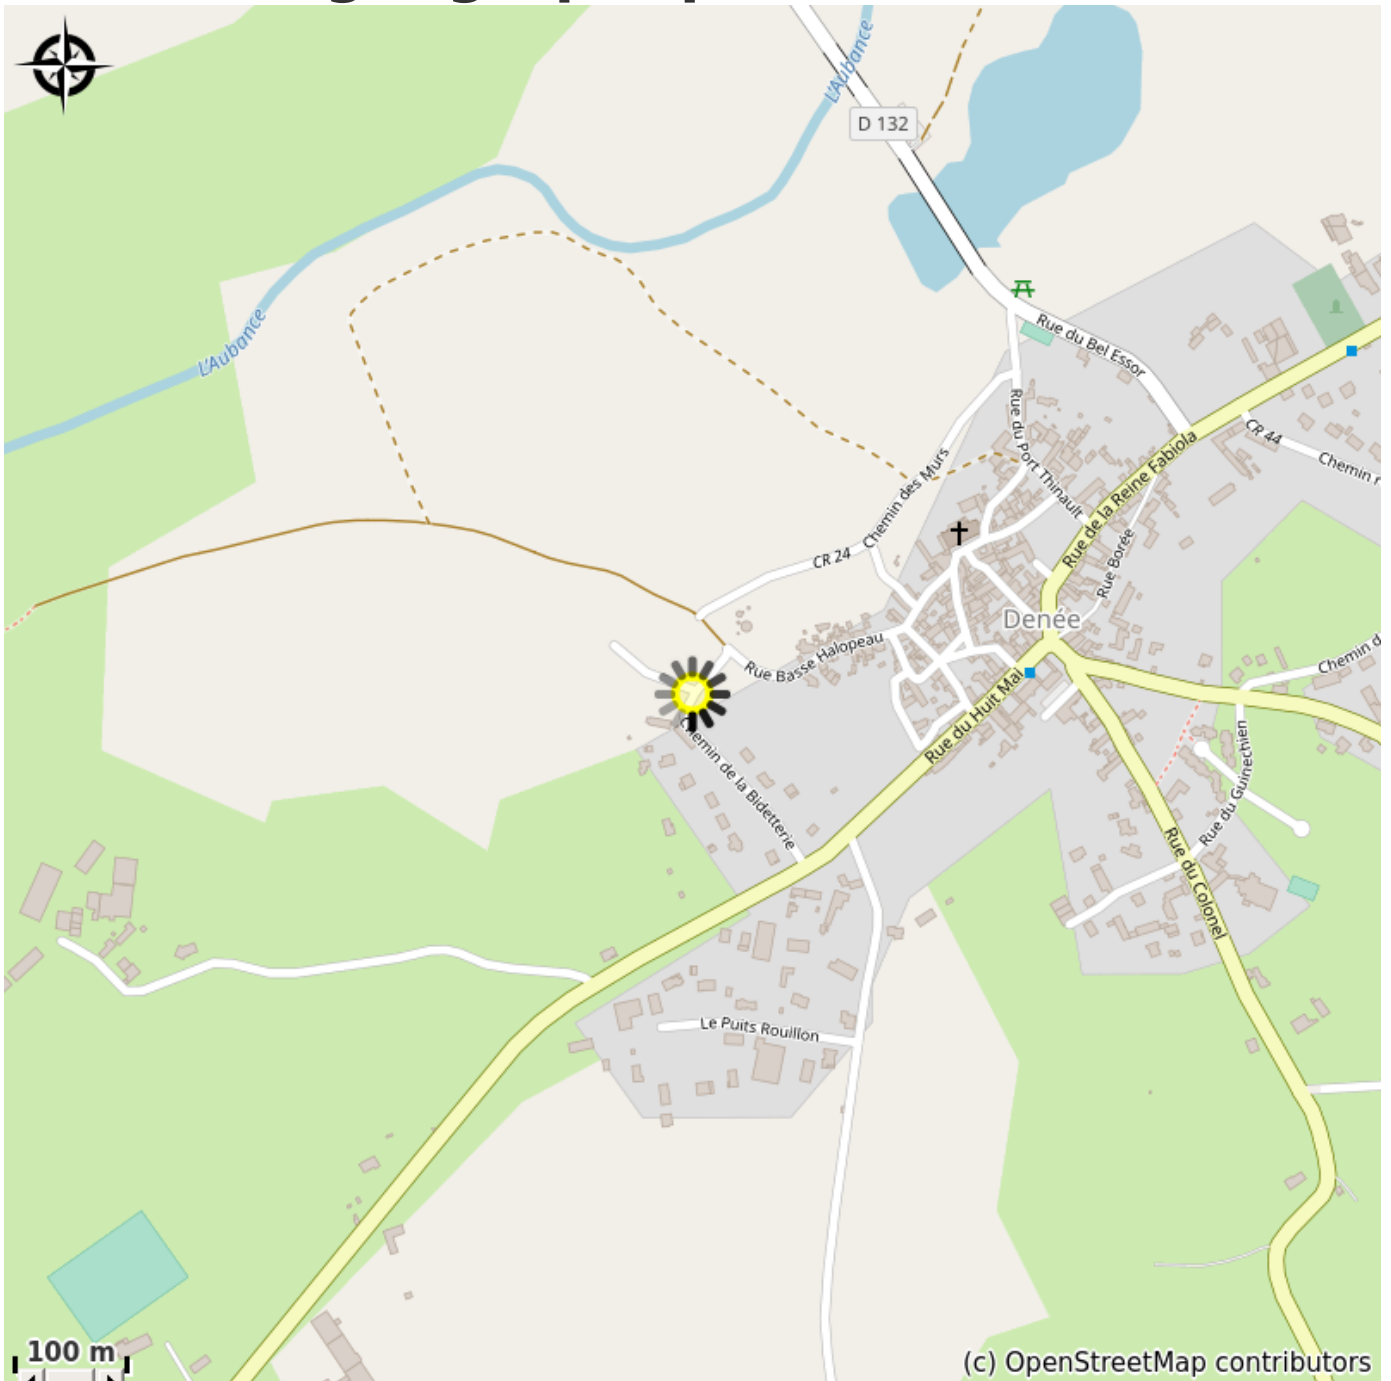 L'Aubance
D 132
L'Aubance
Rue du Bel Essor
Rue du Port Thinault
CR 44
Chemin r
Rue de la Reine Fabiola
Chemin des Murs
CR 24
Rue Borée
Denée
Rue Basse Halopeau
Chemin d
Rue du Huit Mai
Chemin de la Bidetterie
Rue du Guinechien
Rue du Colonel
Le Puits Rouillon
100 m
(c) OpenStreetMap contributors